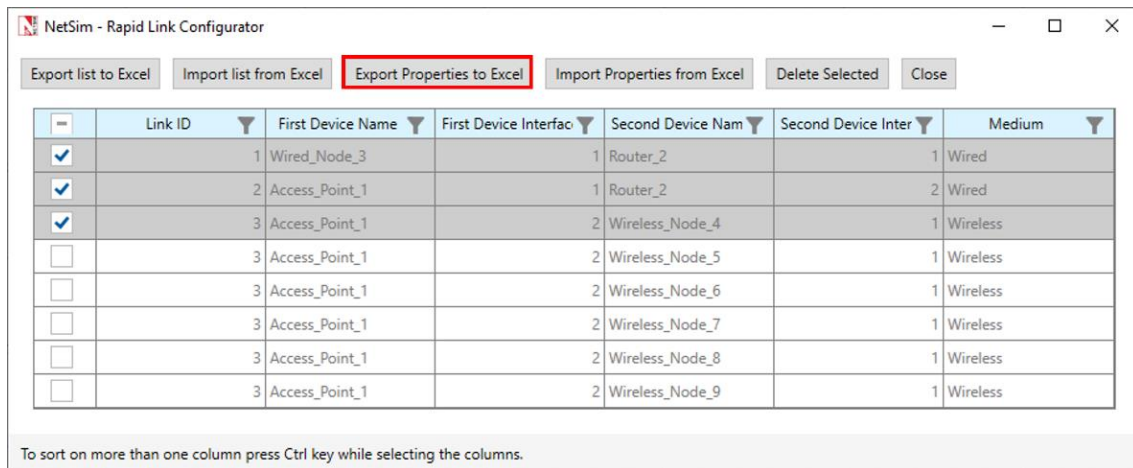 NetSim - Rapid Link Configurator
Export list to Excel Import list from Excel Export Properties to Excel Import Properties from Excel Delete Selected Close
Link ID First Device Name First Device Interfac Second Device Nam Second Device Inter Medium
1 Wired_Node_3 1 Router_2 1 Wired
2 Access_Point_1 1 Router_2 2 Wired
3 Access_Point_1 2 Wireless_Node_4 1 Wireless
3 Access_Point_1 2 Wireless_Node_5 1 Wireless
3 Access_Point_1 2 Wireless_Node_6 1 Wireless
3 Access_Point_1 2 Wireless_Node_7 1 Wireless
3 Access_Point_1 2 Wireless_Node_8 1 Wireless
3 Access_Point_1 2 Wireless_Node_9 1 Wireless
To sort on more than one column press Ctrl key while selecting the columns.